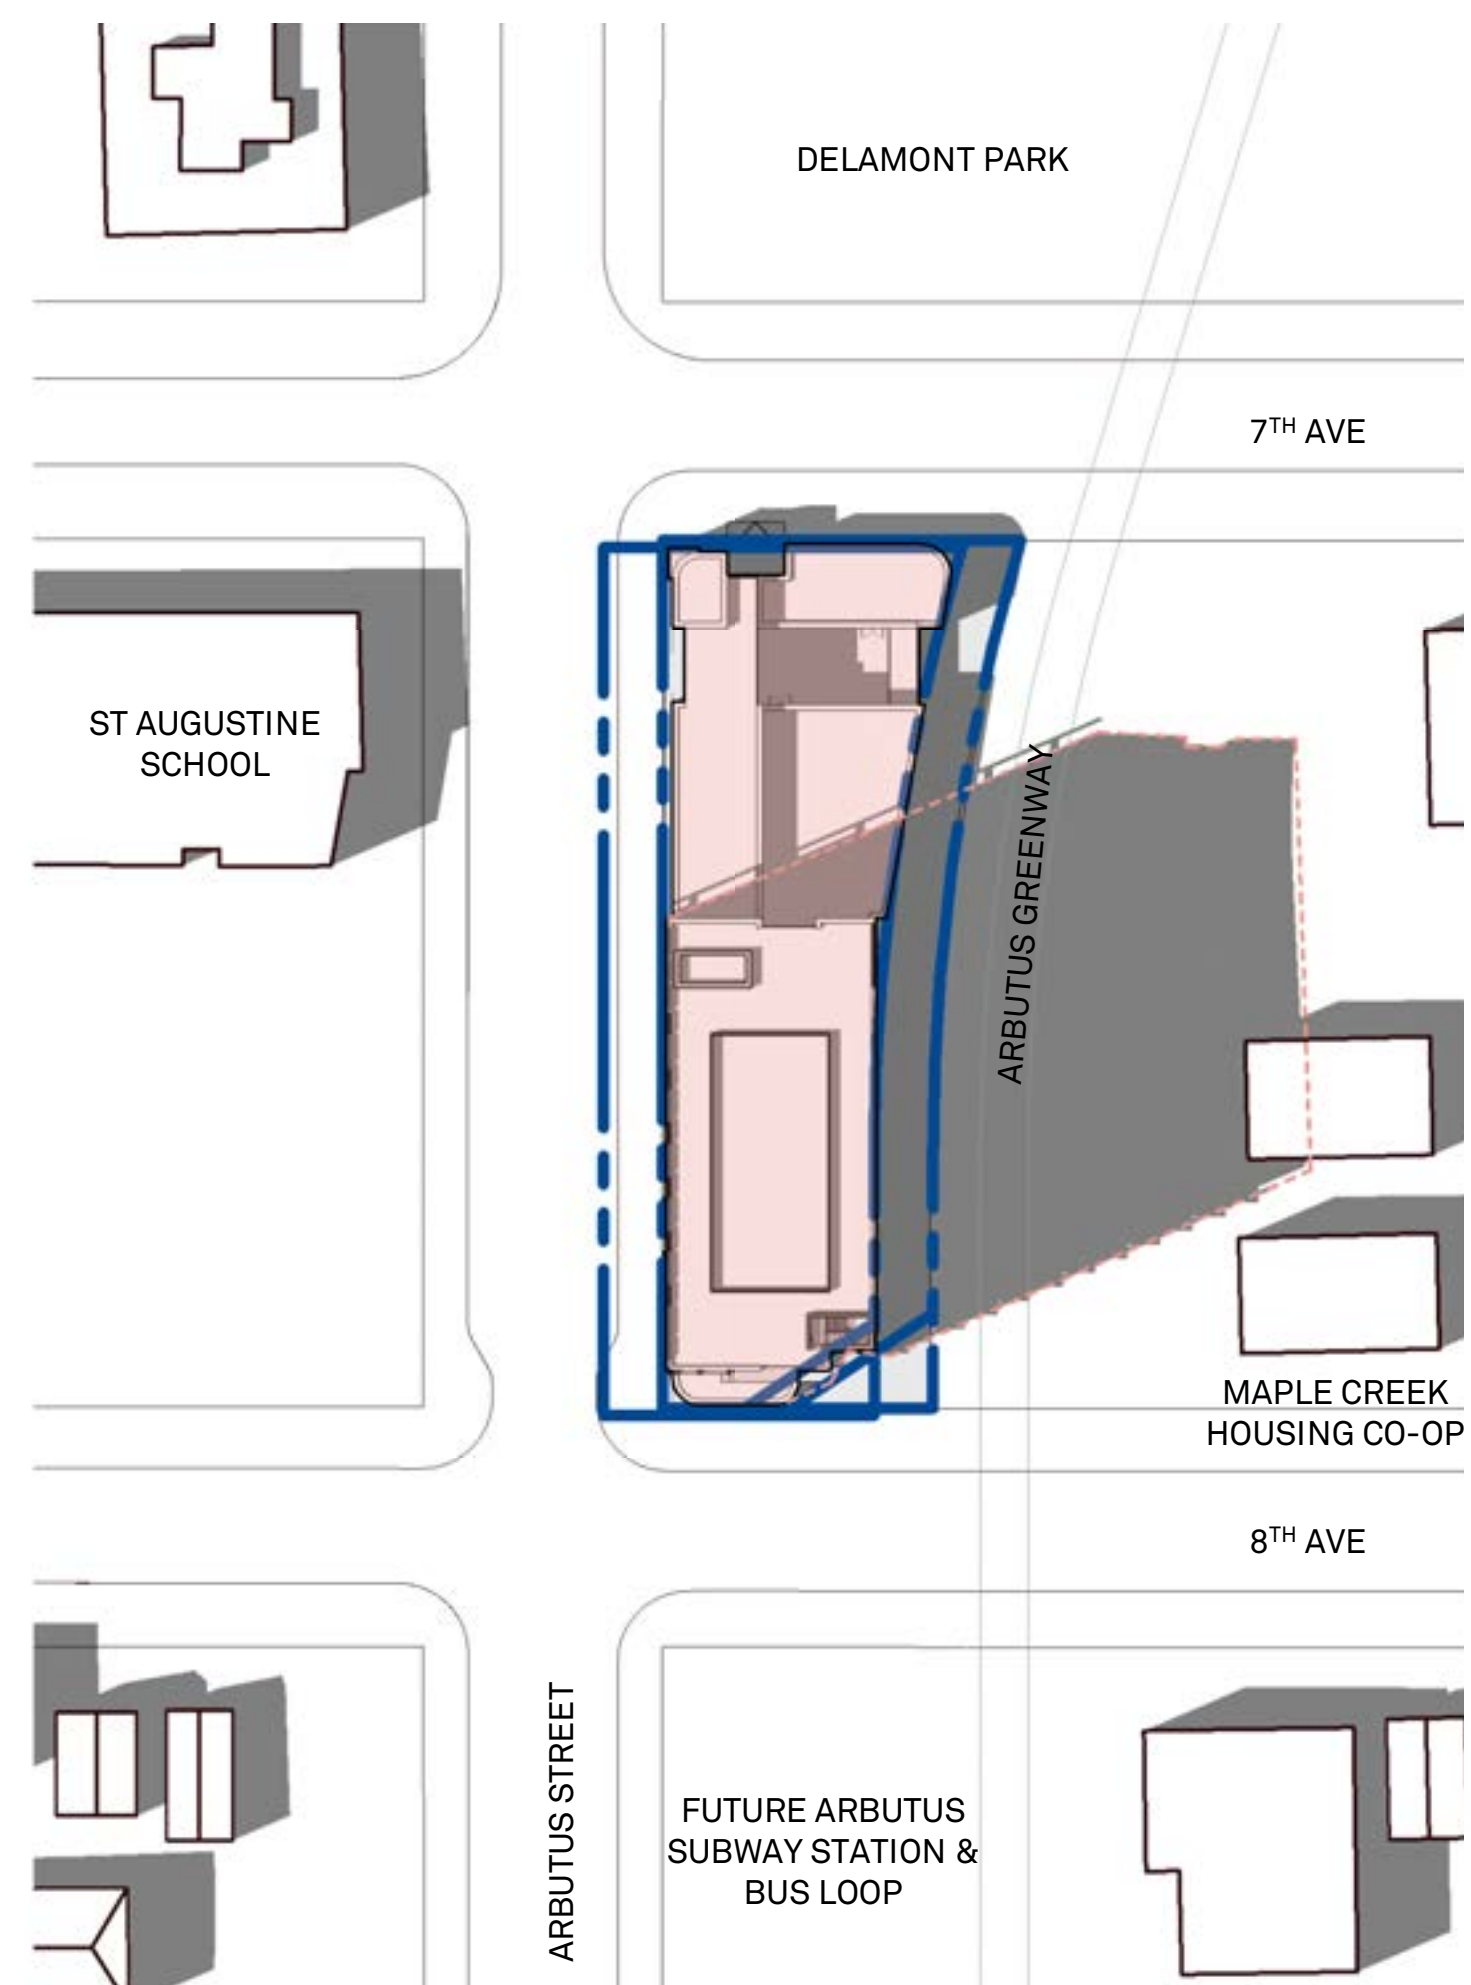 DELAMONT PARK
7TH AVE
ST AUGUSTINE
SCHOOL
ARBUTUS GREENWAY
MAPLE CREEK
HOUSING CO-OP
8TH AVE
ARBUTUS STREET
FUTURE ARBUTUS
SUBWAY STATION &
BUS LOOP